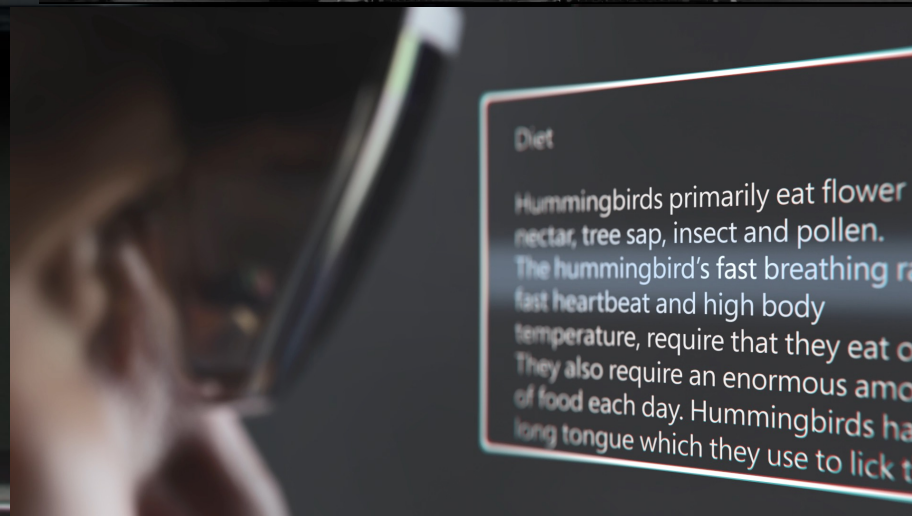 Diet
Hummingbirds primarily eat flower
nectar, tree sap, insect and pollen.
The hummingbird's fast breathing
fast heartbeat and high body
temperature, require that they eat
They also require an enormous
of food each day. Hummingbirds
long tongue which they use to lick